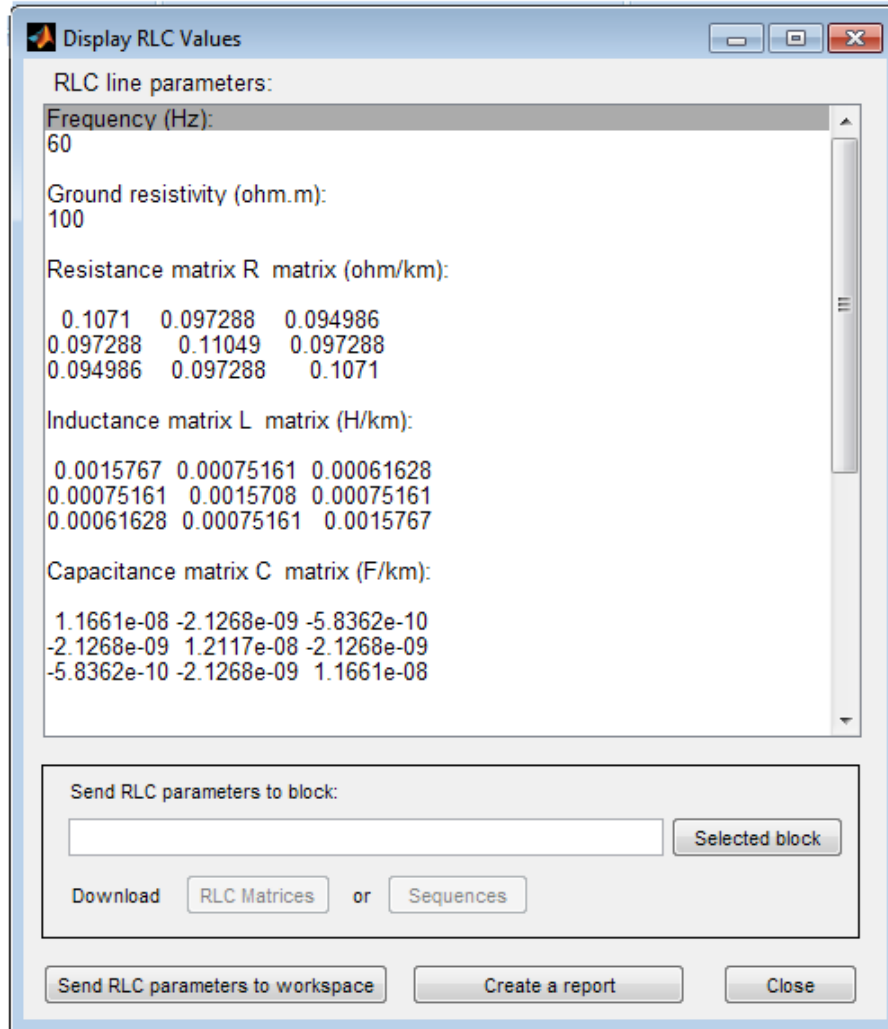 Display RLC Values
RLC line parameters:
Frequency (Hz):
60
Ground resistivity (ohm.m):
100
Resistance matrix R  matrix (ohm/km):
0.1071 0.097288 0.094986
0.097288 0.11049 0.097288
0.094986 0.097288 0.1071
Inductance matrix L  matrix (H/km):
0.0015767 0.00075161 0.00061628
0.00075161 0.0015708 0.00075161
0.00061628 0.00075161 0.0015767
Capacitance matrix C  matrix (F/km):
1.1661e-08 -2.1268e-09 -5.8362e-10
-2.1268e-09 1.2117e-08 -2.1268e-09
-5.8362e-10 -2.1268e-09 1.1661e-08
Send RLC parameters to block:
Selected block
Download RLC Matrices or Sequences
Send RLC parameters to workspace Create a report Close